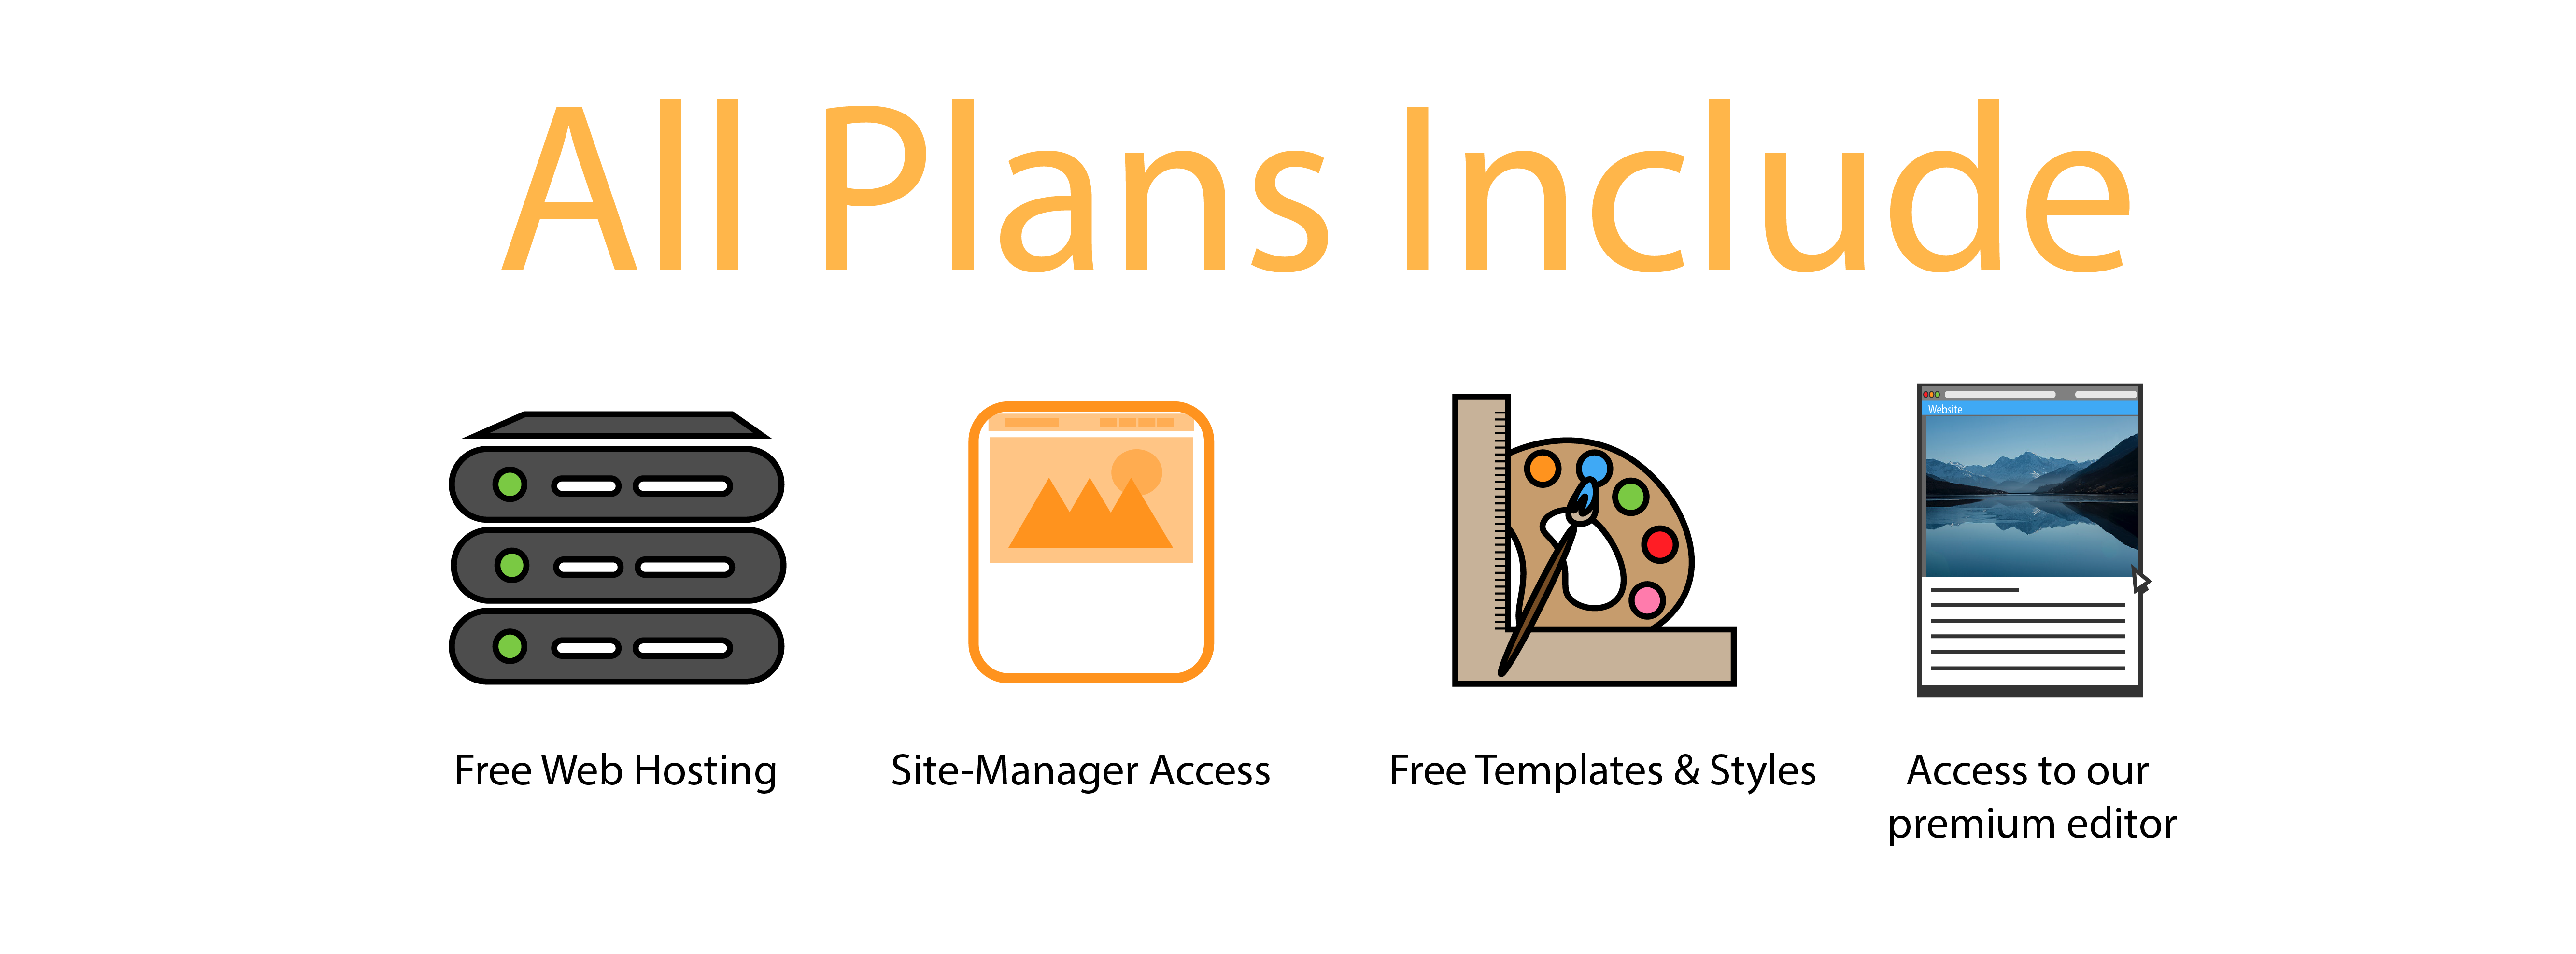 All Plans Include
Website
Free Web Hosting
Site-Manager Access
Free Templates & Styles
Access to our
premium editor